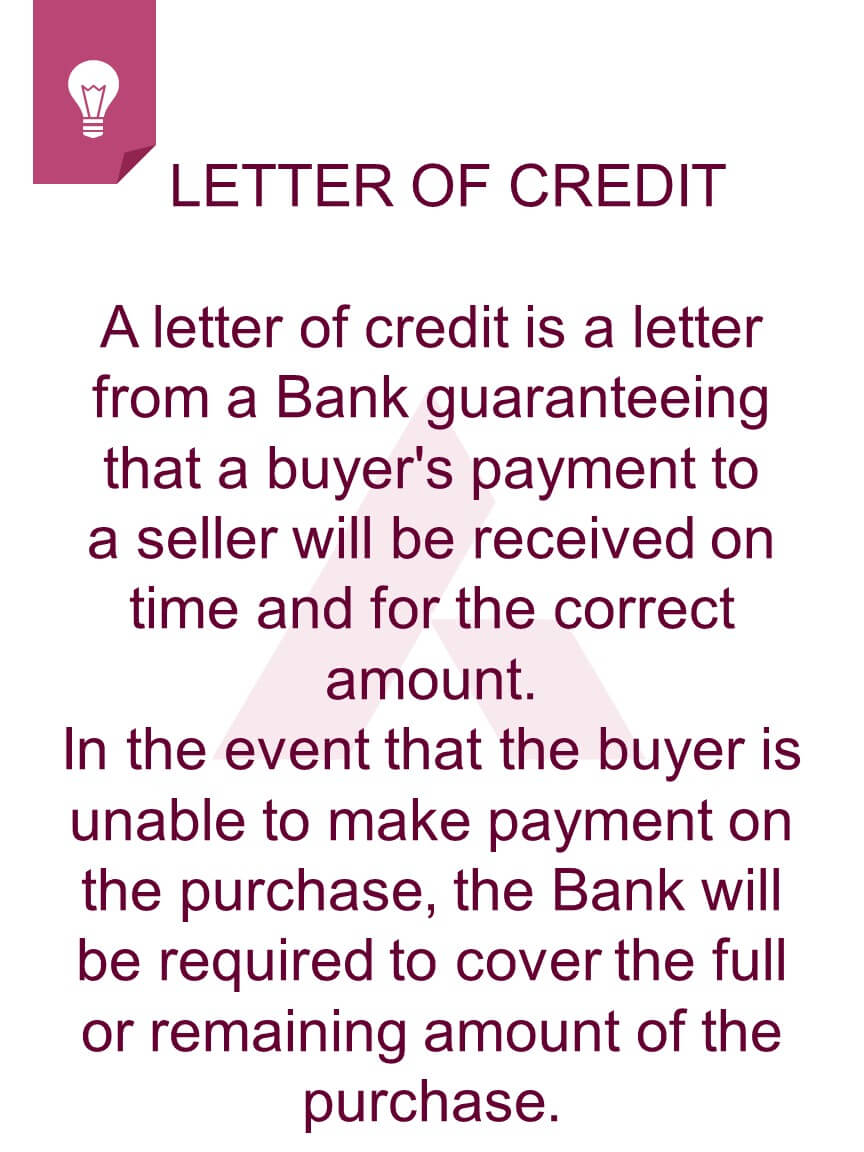 LETTER OF CREDIT
A letter of credit is a letter
from a Bank guaranteeing
that a buyer's payment to
a seller will be received on
time and for the correct
amount.
In the event that the buyer is
unable to make payment on
the purchase, the Bank will
be required to cover the full
or remaining amount of the
purchase.